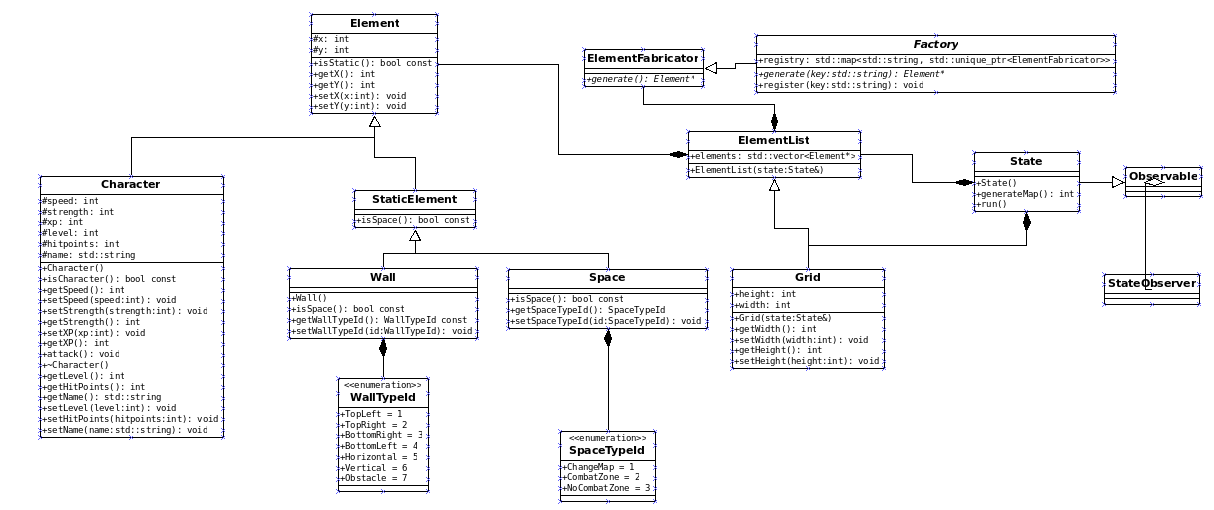 Element
#x: int
#y: int
+isStatic(): bool const
+getX(): int
+getY(): int
+setX(x:int): void
+setY(y:int): void
ElementFabricator
+generate(): Element*
Factory
+registry: std::map<std::string, std::unique_ptr<ElementFabricator>>
+generate(key:std::string): Element*
+register(key:std::string): void
ElementList
+elements: std::vector<Element*>
+ElementList(state:State&)
State
+State()
+generateMap(): int
+run()
Observable
StateObserver
Character
#speed: int
#strength: int
#xp: int
#level: int
#hitpoints: int
#name: std::string
+Character()
+isCharacter(): bool const
+getSpeed(): int
+setSpeed(speed:int): void
+setStrength(strength:int): void
+getStrength(): int
+setXP(xp:int): void
+getXP(): int
+attack(): void
+~Character()
+getLevel(): int
+getHitPoints(): int
+getName(): std::string
+setLevel(level:int): void
+setHitPoints(hitpoints:int): void
+setName(name:std::string): void
StaticElement
+isSpace(): bool const
Wall
+Wall()
+isSpace(): bool const
+getWallTypeId(): WallTypeId const
+setWallTypeId(id:WallTypeId): void
Space
+isSpace(): bool const
+getSpaceTypeId(): SpaceTypeId
+setSpaceTypeId(id:SpaceTypeId): void
Grid
+height: int
+width: int
+Grid(state:State&)
+getWidth(): int
+setWidth(width:int): void
+getHeight(): int
+setHeight(height:int): void
<<enumeration>>
WallTypeId
+TopLeft = 1
+TopRight = 2
+BottomRight = 3
+BottomLeft = 4
+Horizontal = 5
+Vertical = 6
+Obstacle = 7
<<enumeration>>
SpaceTypeId
+ChangeMap = 1
+CombatZone = 2
+NoCombatZone = 3